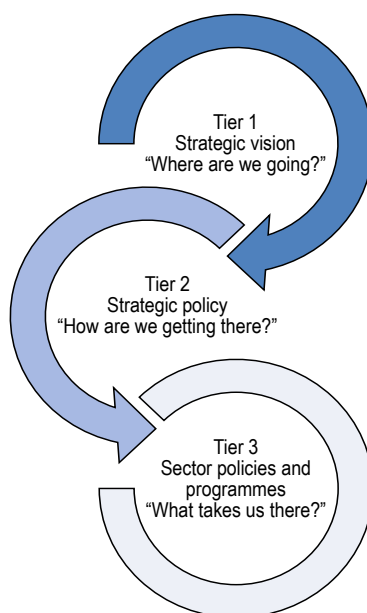 Tier 1
Strategic vision
“Where are we going?”
Tier 2
Strategic policy
“How are we getting there?”
Tier 3
Sector policies and
programmes
“What takes us there?”